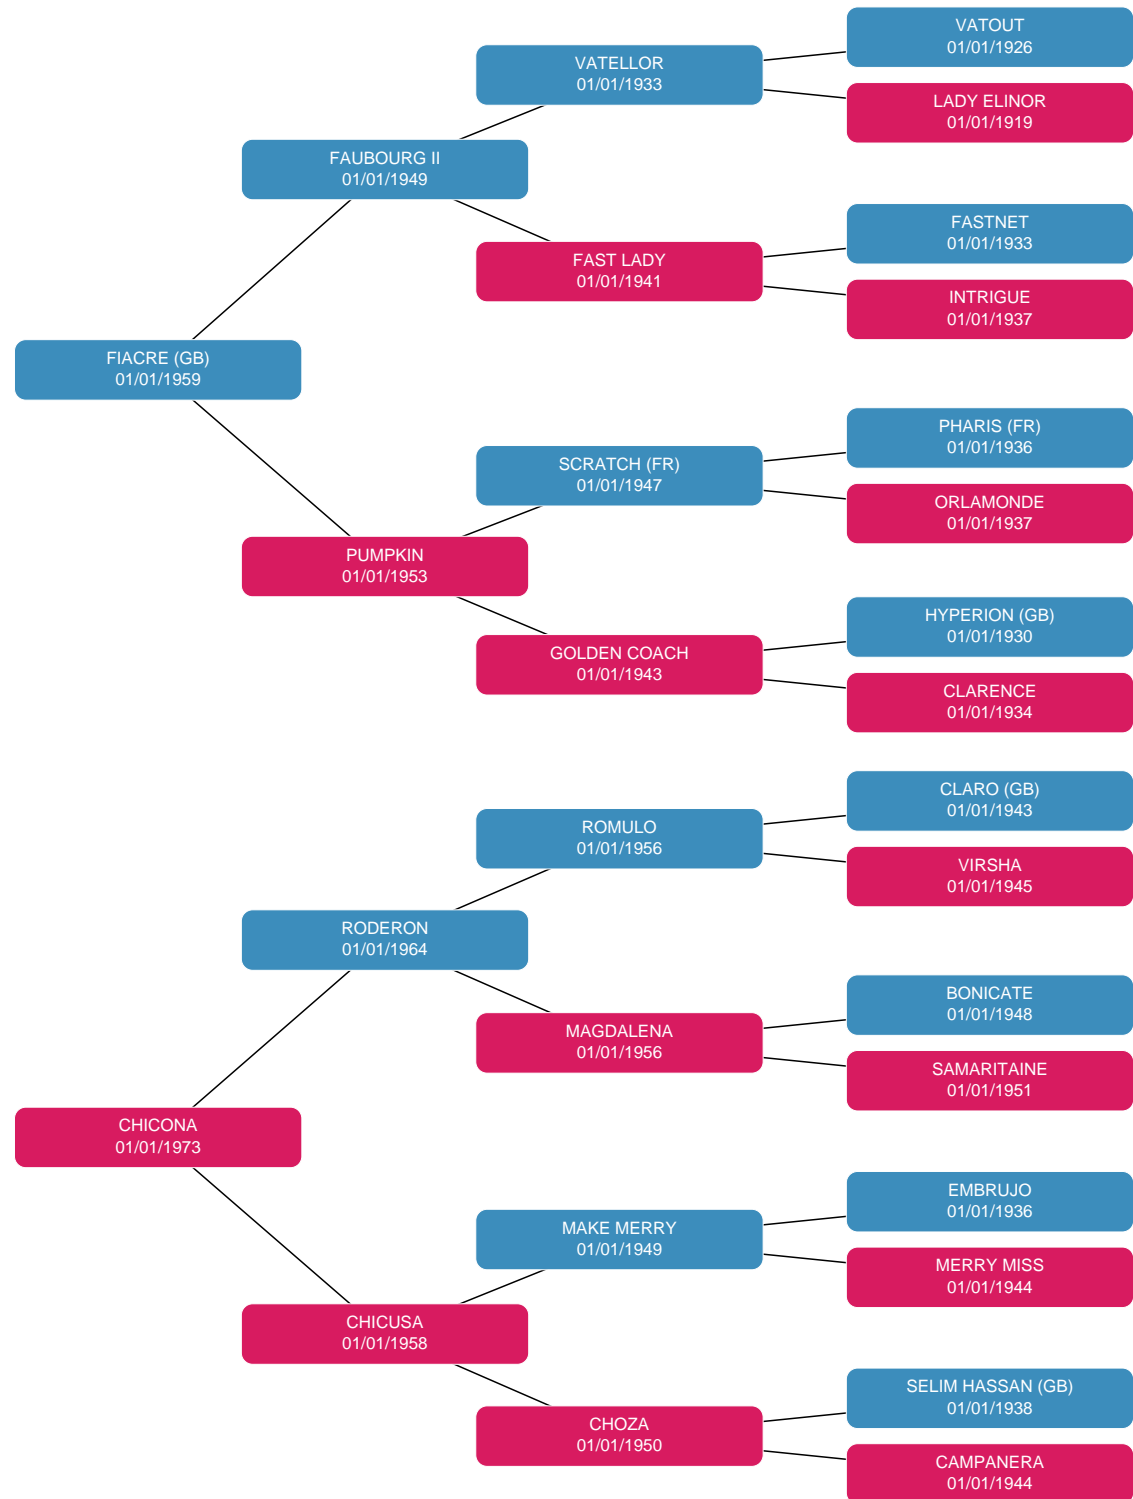 VATOUT
01/01/1926
VATELLOR
01/01/1933
LADY ELINOR
01/01/1919
FAUBOURG II
01/01/1949
FASTNET
01/01/1933
FAST LADY
01/01/1941
INTRIGUE
01/01/1937
FIACRE (GB)
01/01/1959
PHARIS (FR)
01/01/1936
SCRATCH (FR)
01/01/1947
ORLAMONDE
01/01/1937
PUMPKIN
01/01/1953
HYPERION (GB)
01/01/1930
GOLDEN COACH
01/01/1943
CLARENCE
01/01/1934
CLARO (GB)
01/01/1943
ROMULO
01/01/1956
VIRSHA
01/01/1945
RODERON
01/01/1964
BONICATE
01/01/1948
MAGDALENA
01/01/1956
SAMARITAINE
01/01/1951
CHICONA
01/01/1973
EMBRUJO
01/01/1936
MAKE MERRY
01/01/1949
MERRY MISS
01/01/1944
CHICUSA
01/01/1958
SELIM HASSAN (GB)
01/01/1938
CHOZA
01/01/1950
CAMPANERA
01/01/1944